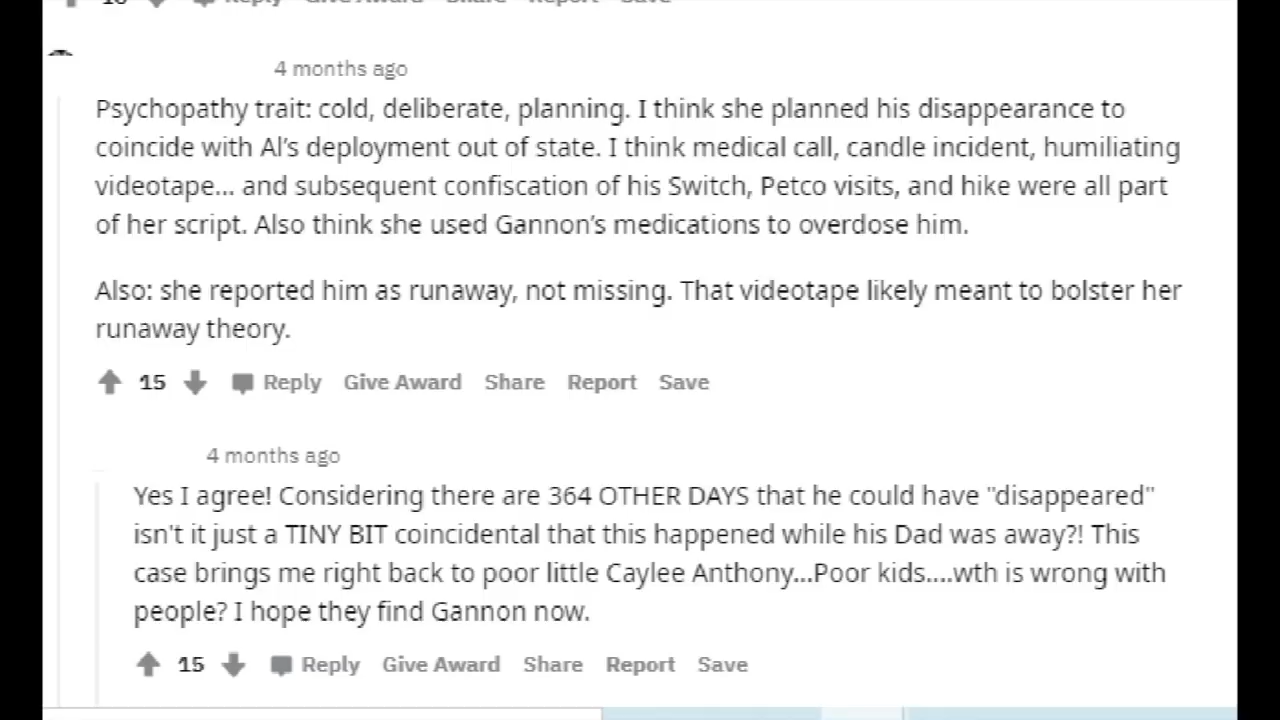 16 Reply Give Award Share Report Save
4 months ago
Psychopathy trait: cold, deliberate, planning. I think she planned his disappearance to
coincide with Al’s deployment out of state. I think medical call, candle incident, humiliating
videotape... and subsequent confiscation of his Switch, Petco visits, and hike were all part
of her script. Also think she used Gannon’s medications to overdose him.
Also: she reported him as runaway, not missing. That videotape likely meant to bolster her
runaway theory.
15 Reply Give Award Share Report Save
4 months ago
Yes I agree! Considering there are 364 OTHER DAYS that he could have "disappeared"
isn't it just a TINY BIT coincidental that this happened while his Dad was away?! This
case brings me right back to poor little Caylee Anthony...Poor kids....wth is wrong with
people? I hope they find Gannon now.
15 Reply Give Award Share Report Save